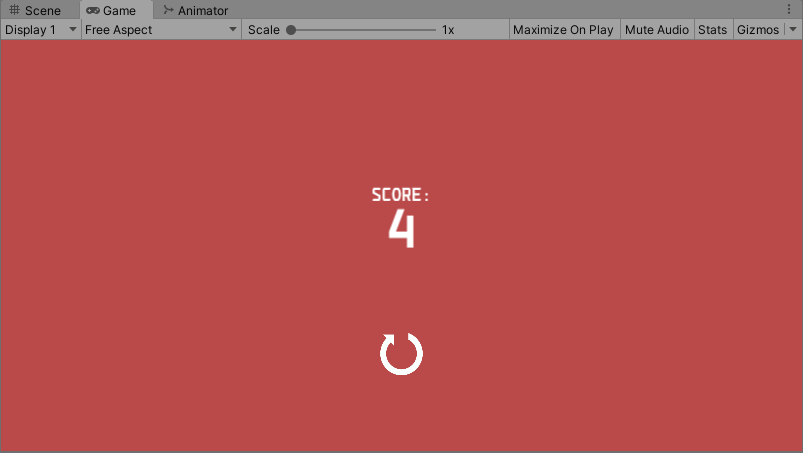 Scene Game Animator
Display 1 Free Aspect Scale 1x Maximize On Play Mute Audio Stats Gizmos
SCORE:
4